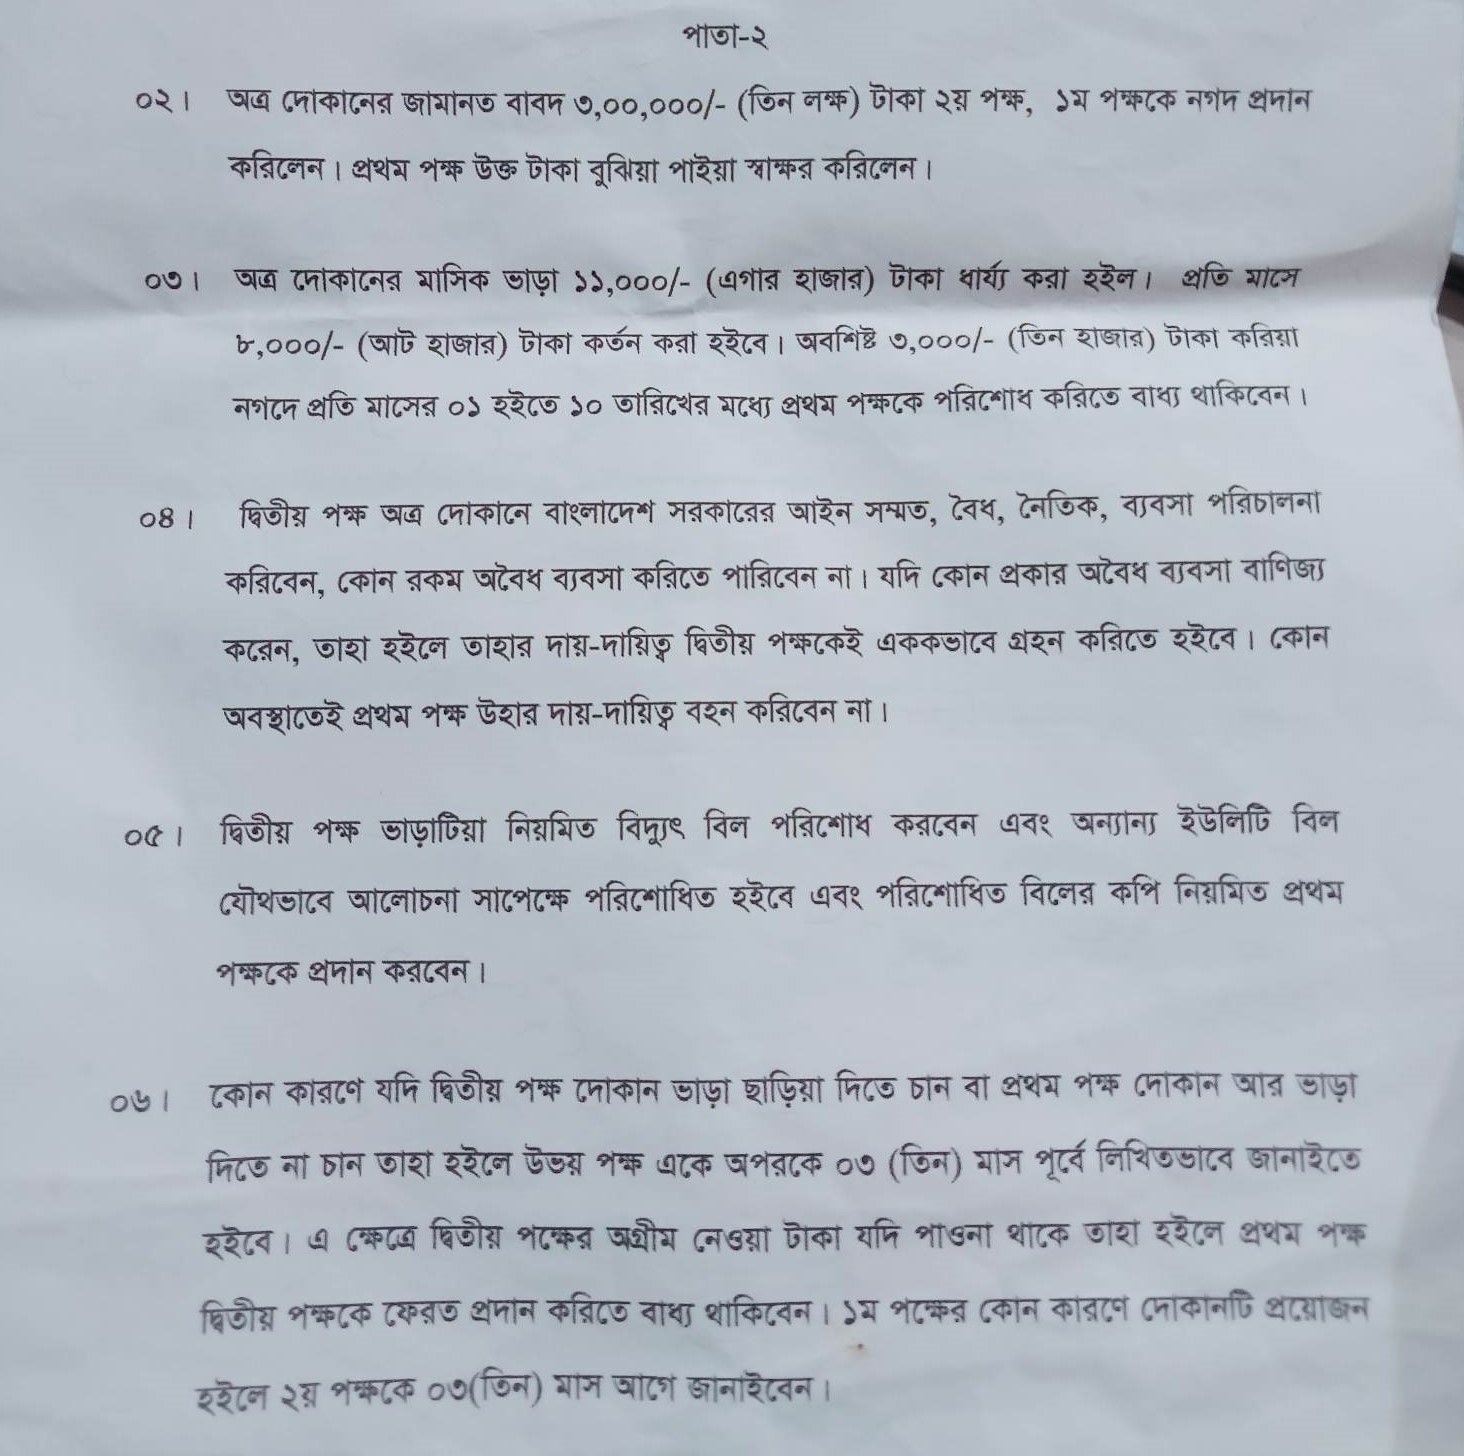 পাতা-২
০২। অত্র দোকানের জামানত বাবদ ৩,০০,০০০/- (তিন লক্ষ) টাকা ২য় পক্ষ, ১ম পক্ষকে নগদ প্রদান
করিলেন। প্রথম পক্ষ উক্ত টাকা বুঝিয়া পাইয়া স্বাক্ষর করিলেন।
০৩। অত্র দোকানের মাসিক ভাড়া ১১,০০০/- (এগার হাজার) টাকা ধার্য্য করা হইল। প্রতি মাসে
৮,০০০/- (আট হাজার) টাকা কর্তন করা হইবে। অবশিষ্ট ৩,০০০/- (তিন হাজার) টাকা করিয়া
নগদে প্রতি মাসের ০১ হইতে ১০ তারিখের মধ্যে প্রথম পক্ষকে পরিশোধ করিতে বাধ্য থাকিবেন।
০৪। দ্বিতীয় পক্ষ অত্র দোকানে বাংলাদেশ সরকারের আইন সম্মত, বৈধ, নৈতিক, ব্যবসা পরিচালনা
করিবেন, কোন রকম অবৈধ ব্যবসা করিতে পারিবেন না। যদি কোন প্রকার অবৈধ ব্যবসা বাণিজ্য
করেন, তাহা হইলে তাহার দায়-দায়িত্ব দ্বিতীয় পক্ষকেই এককভাবে গ্রহন করিতে হইবে। কোন
অবস্থাতেই প্রথম পক্ষ উহার দায়-দায়িত্ব বহন করিবেন না।
০৫। দ্বিতীয় পক্ষ ভাড়াটিয়া নিয়মিত বিদ্যুৎ বিল পরিশোধ করবেন এবং অন্যান্য ইউলিটি বিল
যৌথভাবে আলোচনা সাপেক্ষে পরিশোধিত হইবে এবং পরিশোধিত বিলের কপি নিয়মিত প্রথম
পক্ষকে প্রদান করবেন।
০৬। কোন কারণে যদি দ্বিতীয় পক্ষ দোকান ভাড়া ছাড়িয়া দিতে চান বা প্রথম পক্ষ দোকান আর ভাড়া
দিতে না চান তাহা হইলে উভয় পক্ষ একে অপরকে ০৩ (তিন) মাস পূর্বে লিখিতভাবে জানাইতে
হইবে। এ ক্ষেত্রে দ্বিতীয় পক্ষের অগ্রীম নেওয়া টাকা যদি পাওনা থাকে তাহা হইলে প্রথম পক্ষ
দ্বিতীয় পক্ষকে ফেরত প্রদান করিতে বাধ্য থাকিবেন। ১ম পক্ষের কোন কারণে দোকানটি প্রয়োজন
হইলে ২য় পক্ষকে ০৩(তিন) মাস আগে জানাইবেন।